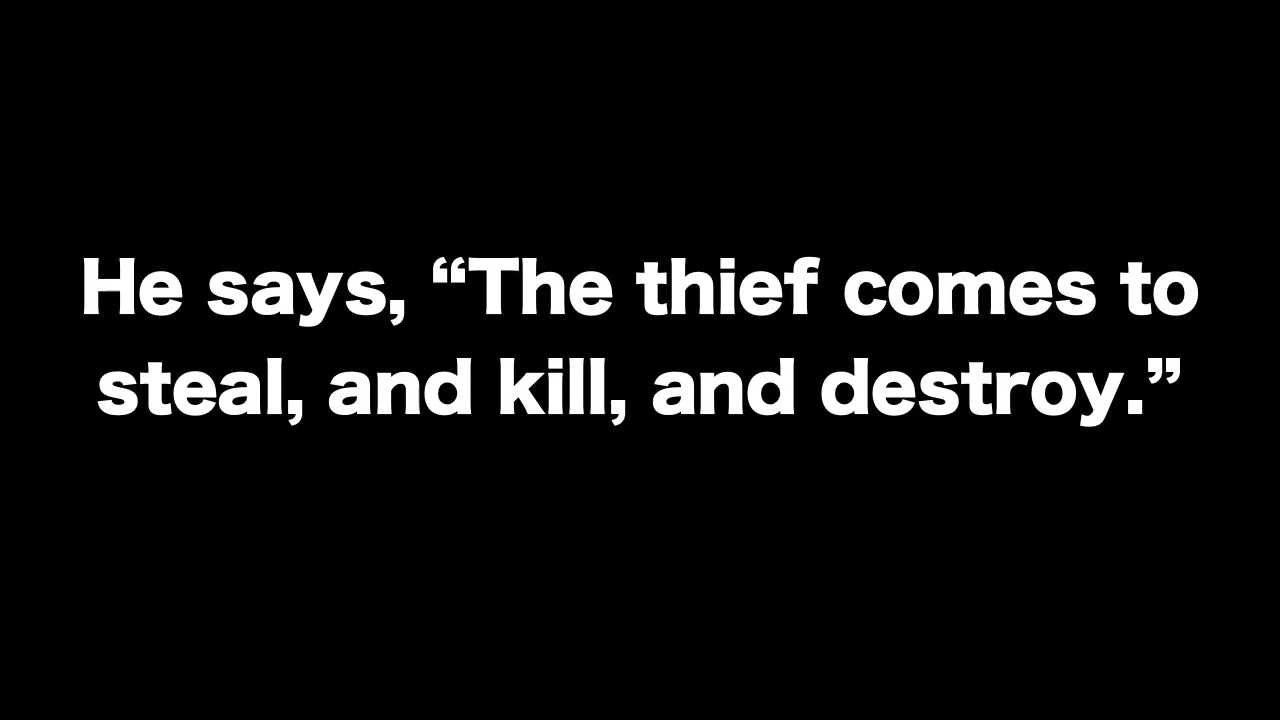 He says, “The thief comes to
steal, and kill, and destroy.”